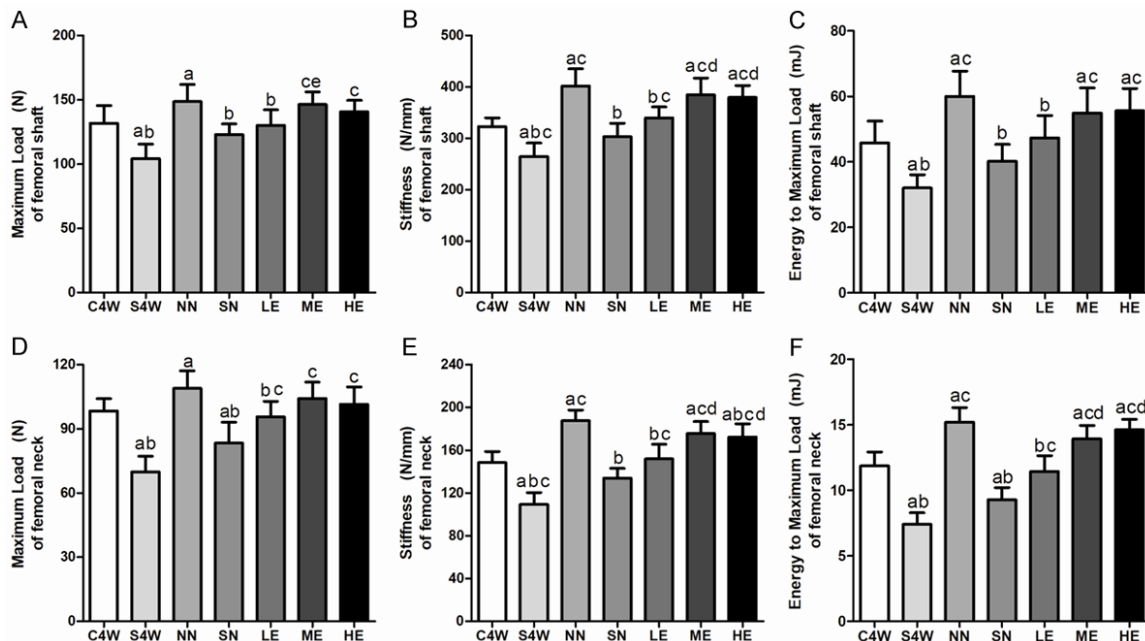 A
Maximum Load (N)
of femoral shaft
200
150
100
50
0
a
ce
c
b
b
ab
C4W S4W NN SN LE ME HE
B
Stiffness (N/mm)
of femoral shaft
500
400
300
200
100
0
ac
acd
acd
bc
b
abc
C4W S4W NN SN LE ME HE
C
Energy to Maximum Load (mJ)
of femoral shaft
80
60
40
20
0
ac
ac
ac
b
b
ab
C4W S4W NN SN LE ME HE
D
Maximum Load (N)
of femoral neck
120
90
60
30
0
a
c
c
b c
ab
ab
C4W S4W NN SN LE ME HE
E
Stiffness (N/mm)
of femoral neck
240
200
160
120
80
40
0
ac
acd
abcd
bc
b
abc
C4W S4W NN SN LE ME HE
F
Energy to Maximum Load (mJ)
of femoral neck
20
15
10
5
0
ac
acd
acd
bc
ab
ab
C4W S4W NN SN LE ME HE